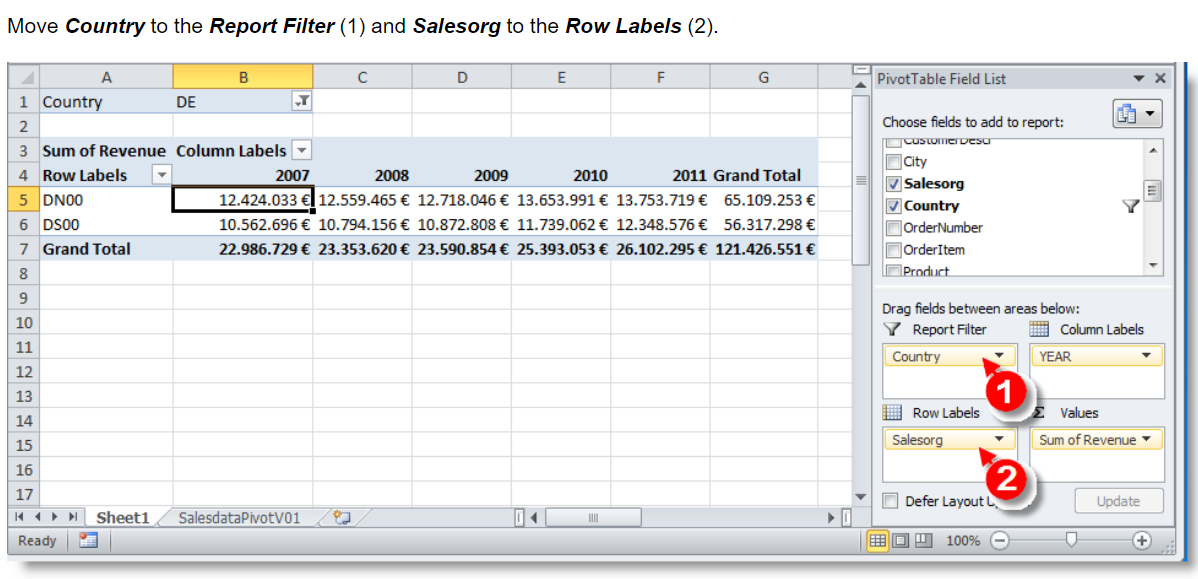 Move Country to the Report Filter (1) and Salesorg to the Row Labels (2).
A B C D E F G
1 Country DE
2
3 Sum of Revenue Column Labels
4 Row Labels 2007 2008 2009 2010 2011 Grand Total
5 DN00 12.424.033 € 12.559.465 € 12.718.046 € 13.653.991 € 13.753.719 € 65.109.253 €
6 DS00 10.562.696 € 10.794.156 € 10.872.808 € 11.739.062 € 12.348.576 € 56.317.298 €
7 Grand Total 22.986.729 € 23.353.620 € 23.590.854 € 25.393.053 € 26.102.295 € 121.426.551 €
8
9
10
11
12
13
14
15
16
17
Sheet1 SalesdataPivotV01
Ready
PivotTable Field List
Choose fields to add to report:
CustomerDescr
City
Salesorg
Country
OrderNumber
OrderItem
Product
Drag fields between areas below:
Report Filter Column Labels
Country YEAR
1
Row Labels Σ Values
Salesorg Sum of Revenue
2
Defer Layout Update
100%